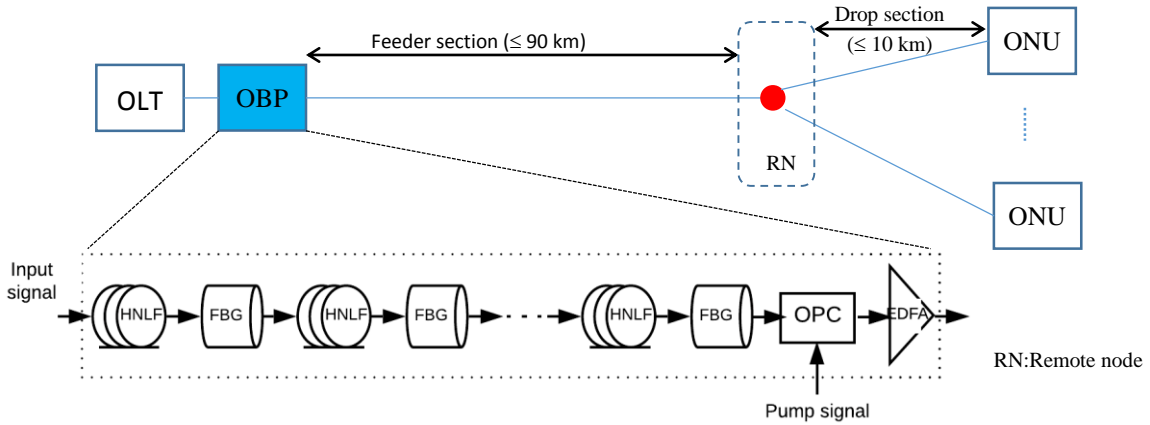 Drop section
(≤ 10 km)
Feeder section (≤ 90 km)
ONU
OLT
OBP
RN
ONU
Input
signal
HNLF
FBG
HNLF
FBG
HNLF
FBG
OPC
EDFA
RN:Remote node
Pump signal